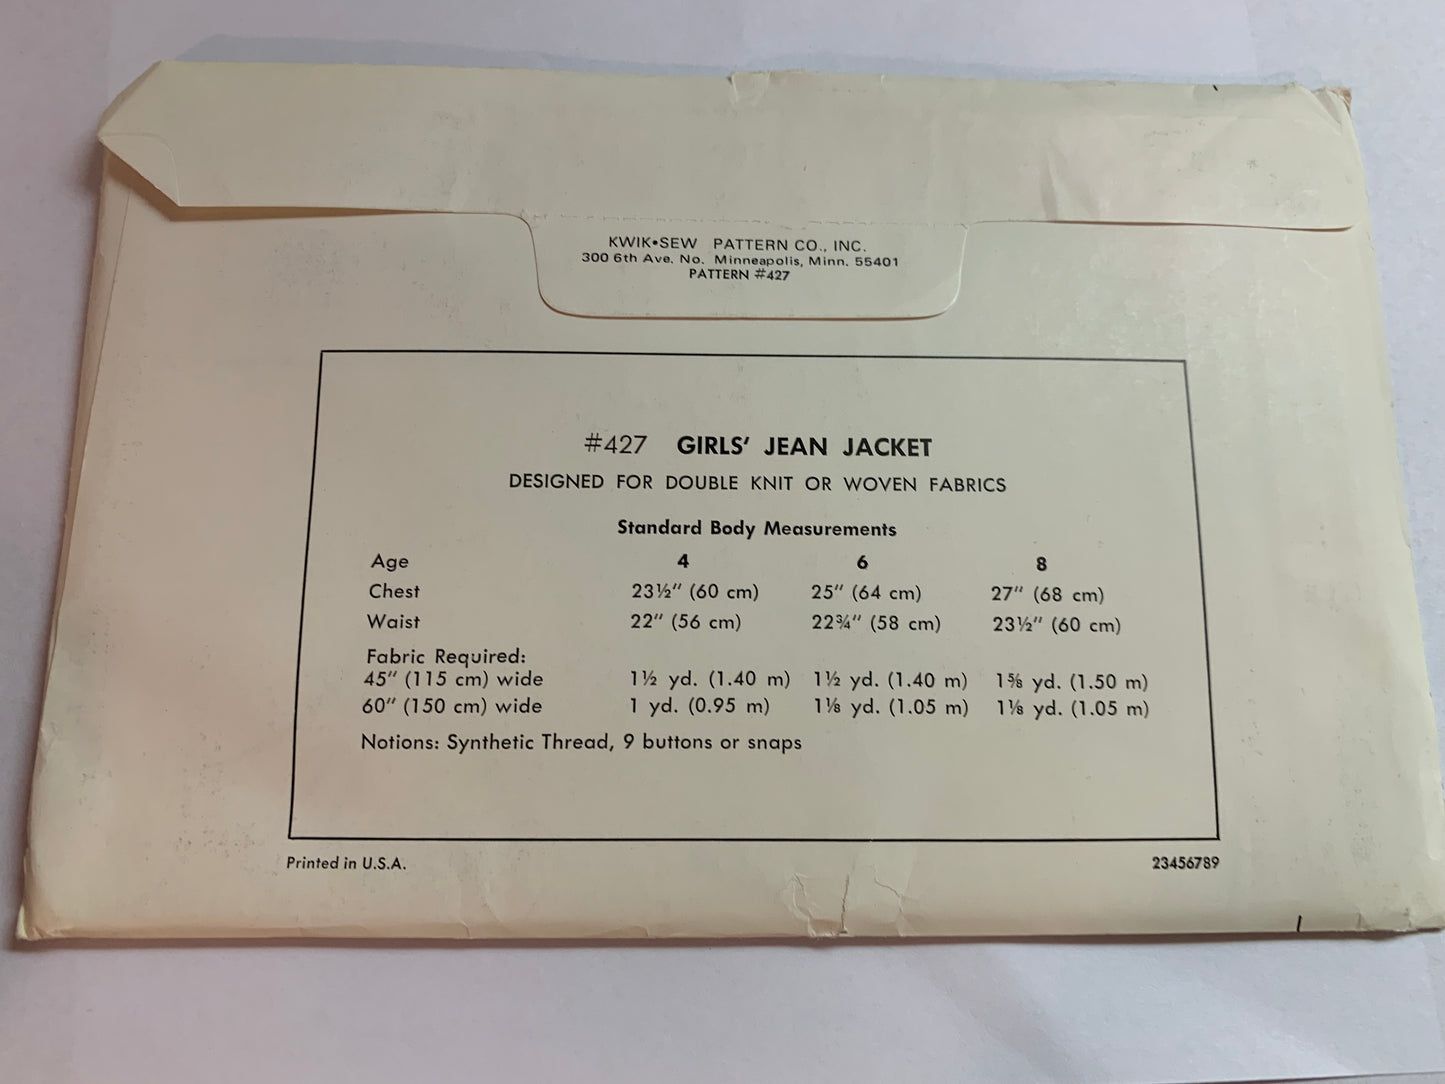 KWIK•SEW PATTERN CO., INC.
300 6th Ave. No. Minneapolis, Minn. 55401
PATTERN #427
#427 GIRLS' JEAN JACKET
DESIGNED FOR DOUBLE KNIT OR WOVEN FABRICS
Standard Body Measurements
Age 4 6 8
Chest 23½" (60 cm) 25" (64 cm) 27" (68 cm)
Waist 22" (56 cm) 22¾" (58 cm) 23½" (60 cm)
Fabric Required:
45" (115 cm) wide 1½ yd. (1.40 m) 1½ yd. (1.40 m) 1⅝ yd. (1.50 m)
60" (150 cm) wide 1 yd. (0.95 m) 1⅛ yd. (1.05 m) 1⅛ yd. (1.05 m)
Notions: Synthetic Thread, 9 buttons or snaps
Printed in U.S.A. 23456789